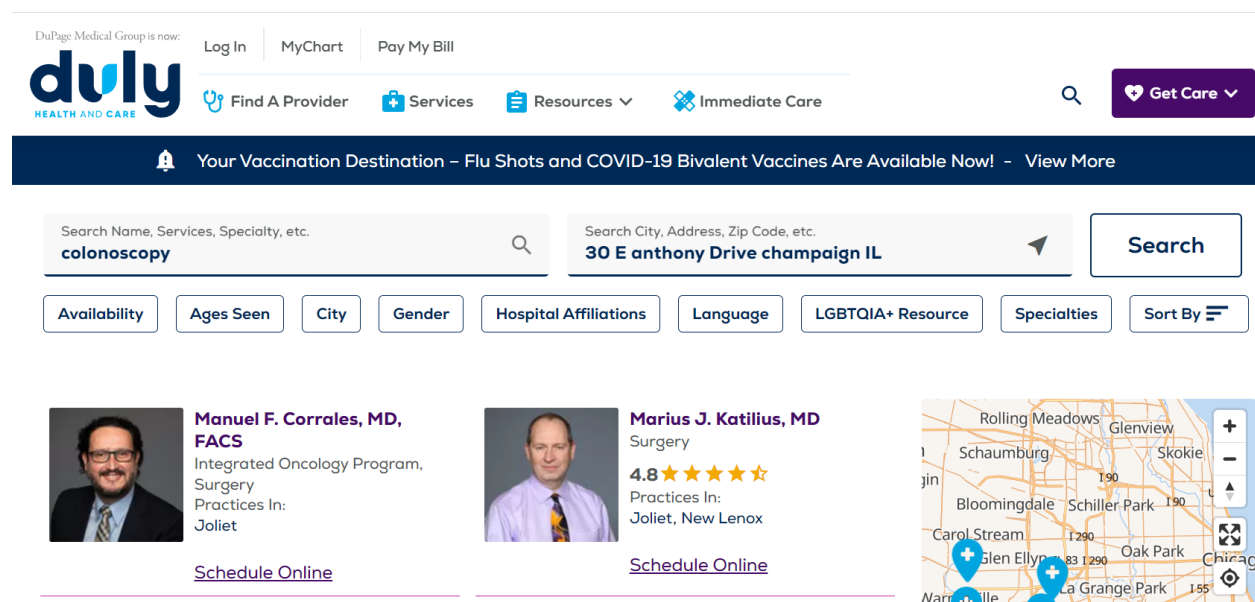 DuPage Medical Group is now:
duly
HEALTH AND CARE
Log In
MyChart
Pay My Bill
Find A Provider
Services
Resources
Immediate Care
Get Care
Your Vaccination Destination – Flu Shots and COVID-19 Bivalent Vaccines Are Available Now! - View More
Search Name, Services, Specialty, etc.
colonoscopy
Search City, Address, Zip Code, etc.
30 E anthony Drive champaign IL
Search
Availability
Ages Seen
City
Gender
Hospital Affiliations
Language
LGBTQIA+ Resource
Specialties
Sort By
Manuel F. Corrales, MD,
FACS
Integrated Oncology Program,
Surgery
Practices In:
Joliet
Schedule Online
Marius J. Katilius, MD
Surgery
4.8
Practices In:
Joliet, New Lenox
Schedule Online
Rolling Meadows
Glenview
Schaumburg
Skokie
I 90
Bloomingdale
Schiller Park
I 90
Carol Stream
I 290
Glen Ellyn
83 I 290
Oak Park
La Grange Park
I 55